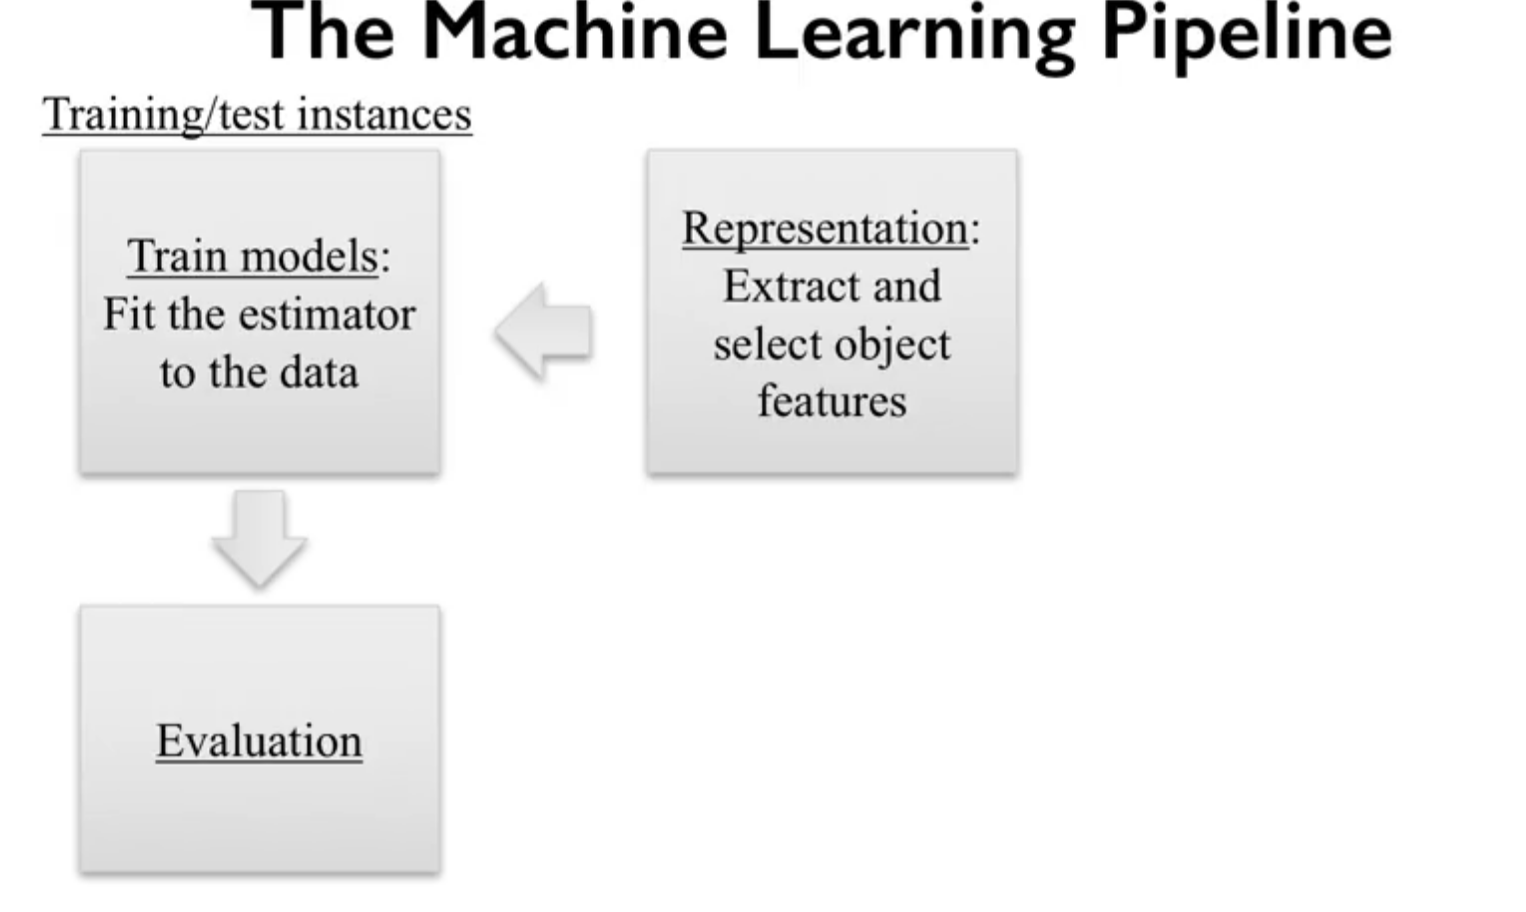 The Machine Learning Pipeline
Training/test instances
Train models:
Fit the estimator
to the data
Representation:
Extract and
select object
features
Evaluation